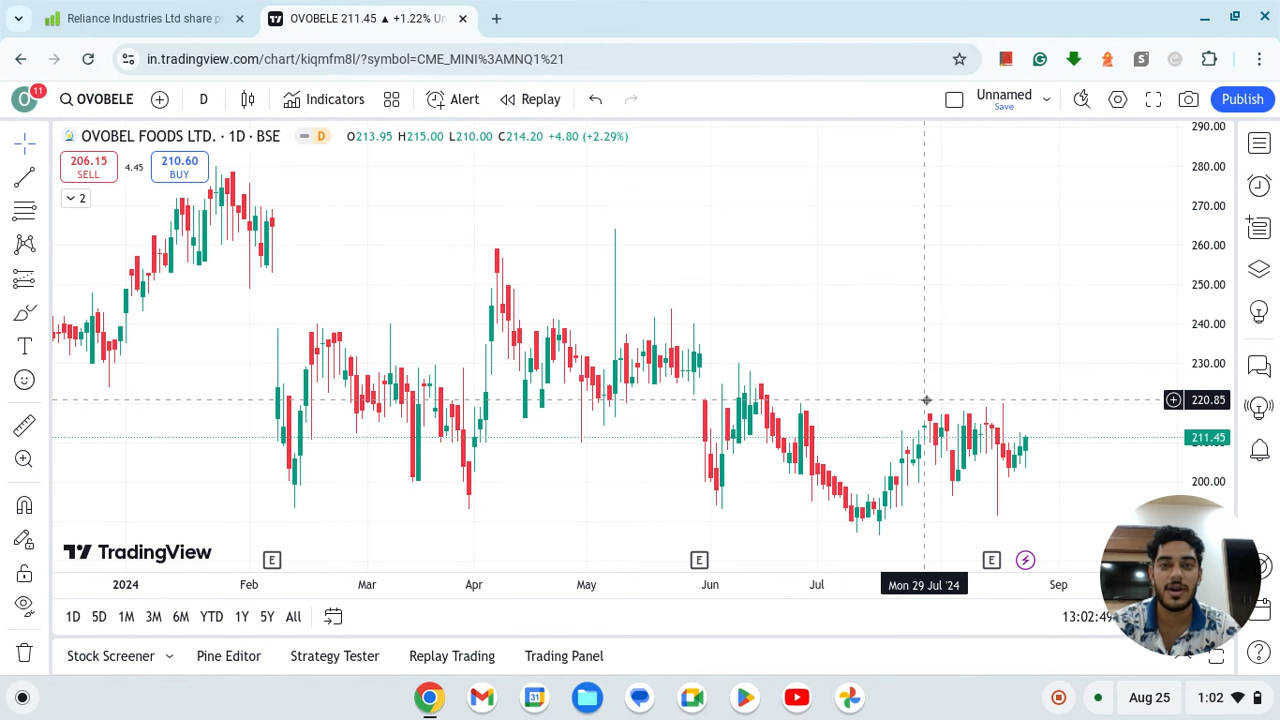 Reliance Industries Ltd share p
OVOBELE 211.45 ▲ +1.22% Un
in.tradingview.com/chart/kiqmfm8l/?symbol=CME_MINI%3AMNQ1%21
11
O
OVOBELE
D
Indicators
Alert
Replay
Unnamed
Save
Publish
OVOBEL FOODS LTD. · 1D · BSE
D
O213.95 H215.00 L210.00 C214.20 +4.80 (+2.29%)
206.15
SELL
4.45
210.60
BUY
2
290.00
280.00
270.00
260.00
250.00
240.00
230.00
220.85
211.45
200.00
TradingView
E
E
E
2024
Feb
Mar
Apr
May
Jun
Jul
Mon 29 Jul '24
Sep
1D
5D
1M
3M
6M
YTD
1Y
5Y
All
13:02:49
Stock Screener
Pine Editor
Strategy Tester
Replay Trading
Trading Panel
31
Aug 25
1:02